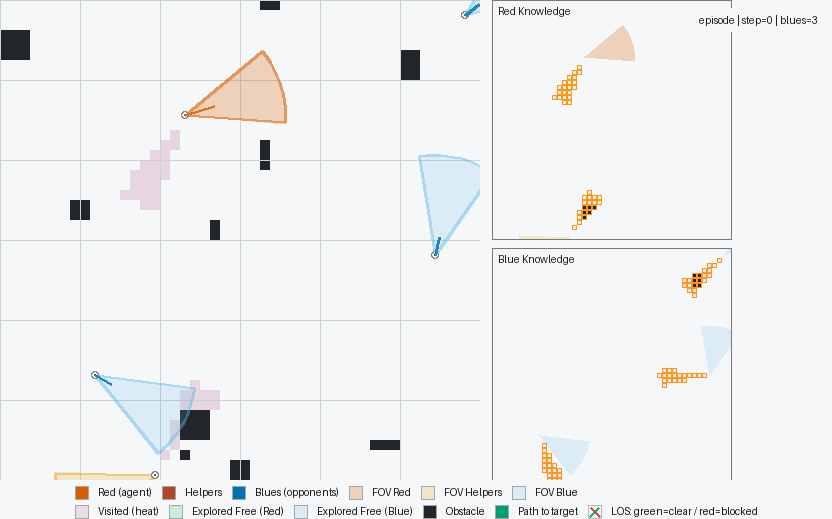 Red Knowledge
episode | step=0 | blues=3
Blue Knowledge
Red (agent) Helpers Blues (opponents) FOV Red FOV Helpers FOV Blue
Visited (heat) Explored Free (Red) Explored Free (Blue) Obstacle Path to target LOS: green=clear / red=blocked